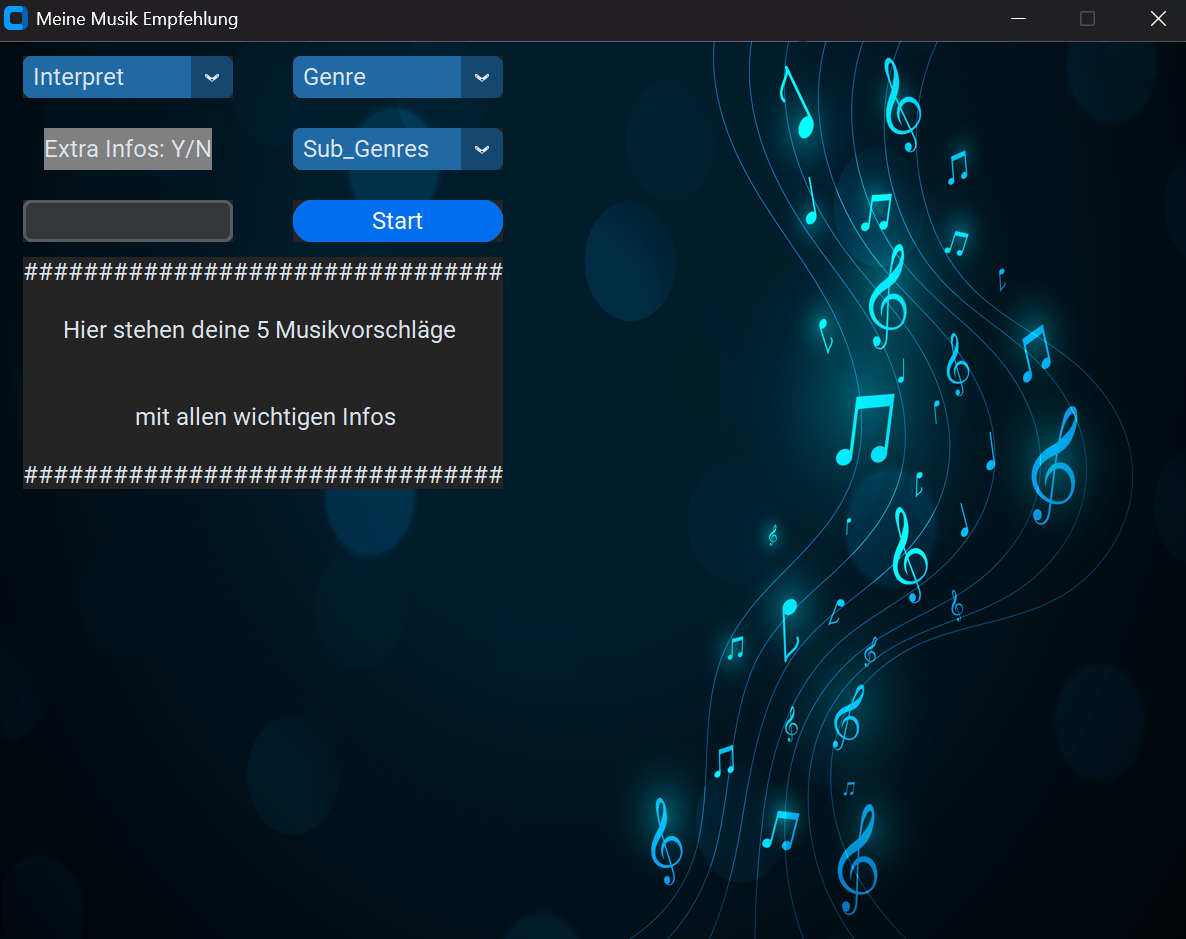 Meine Musik Empfehlung
Interpret
Genre
Extra Infos: Y/N
Sub_Genres
Start
################################
Hier stehen deine 5 Musikvorschläge
mit allen wichtigen Infos
################################